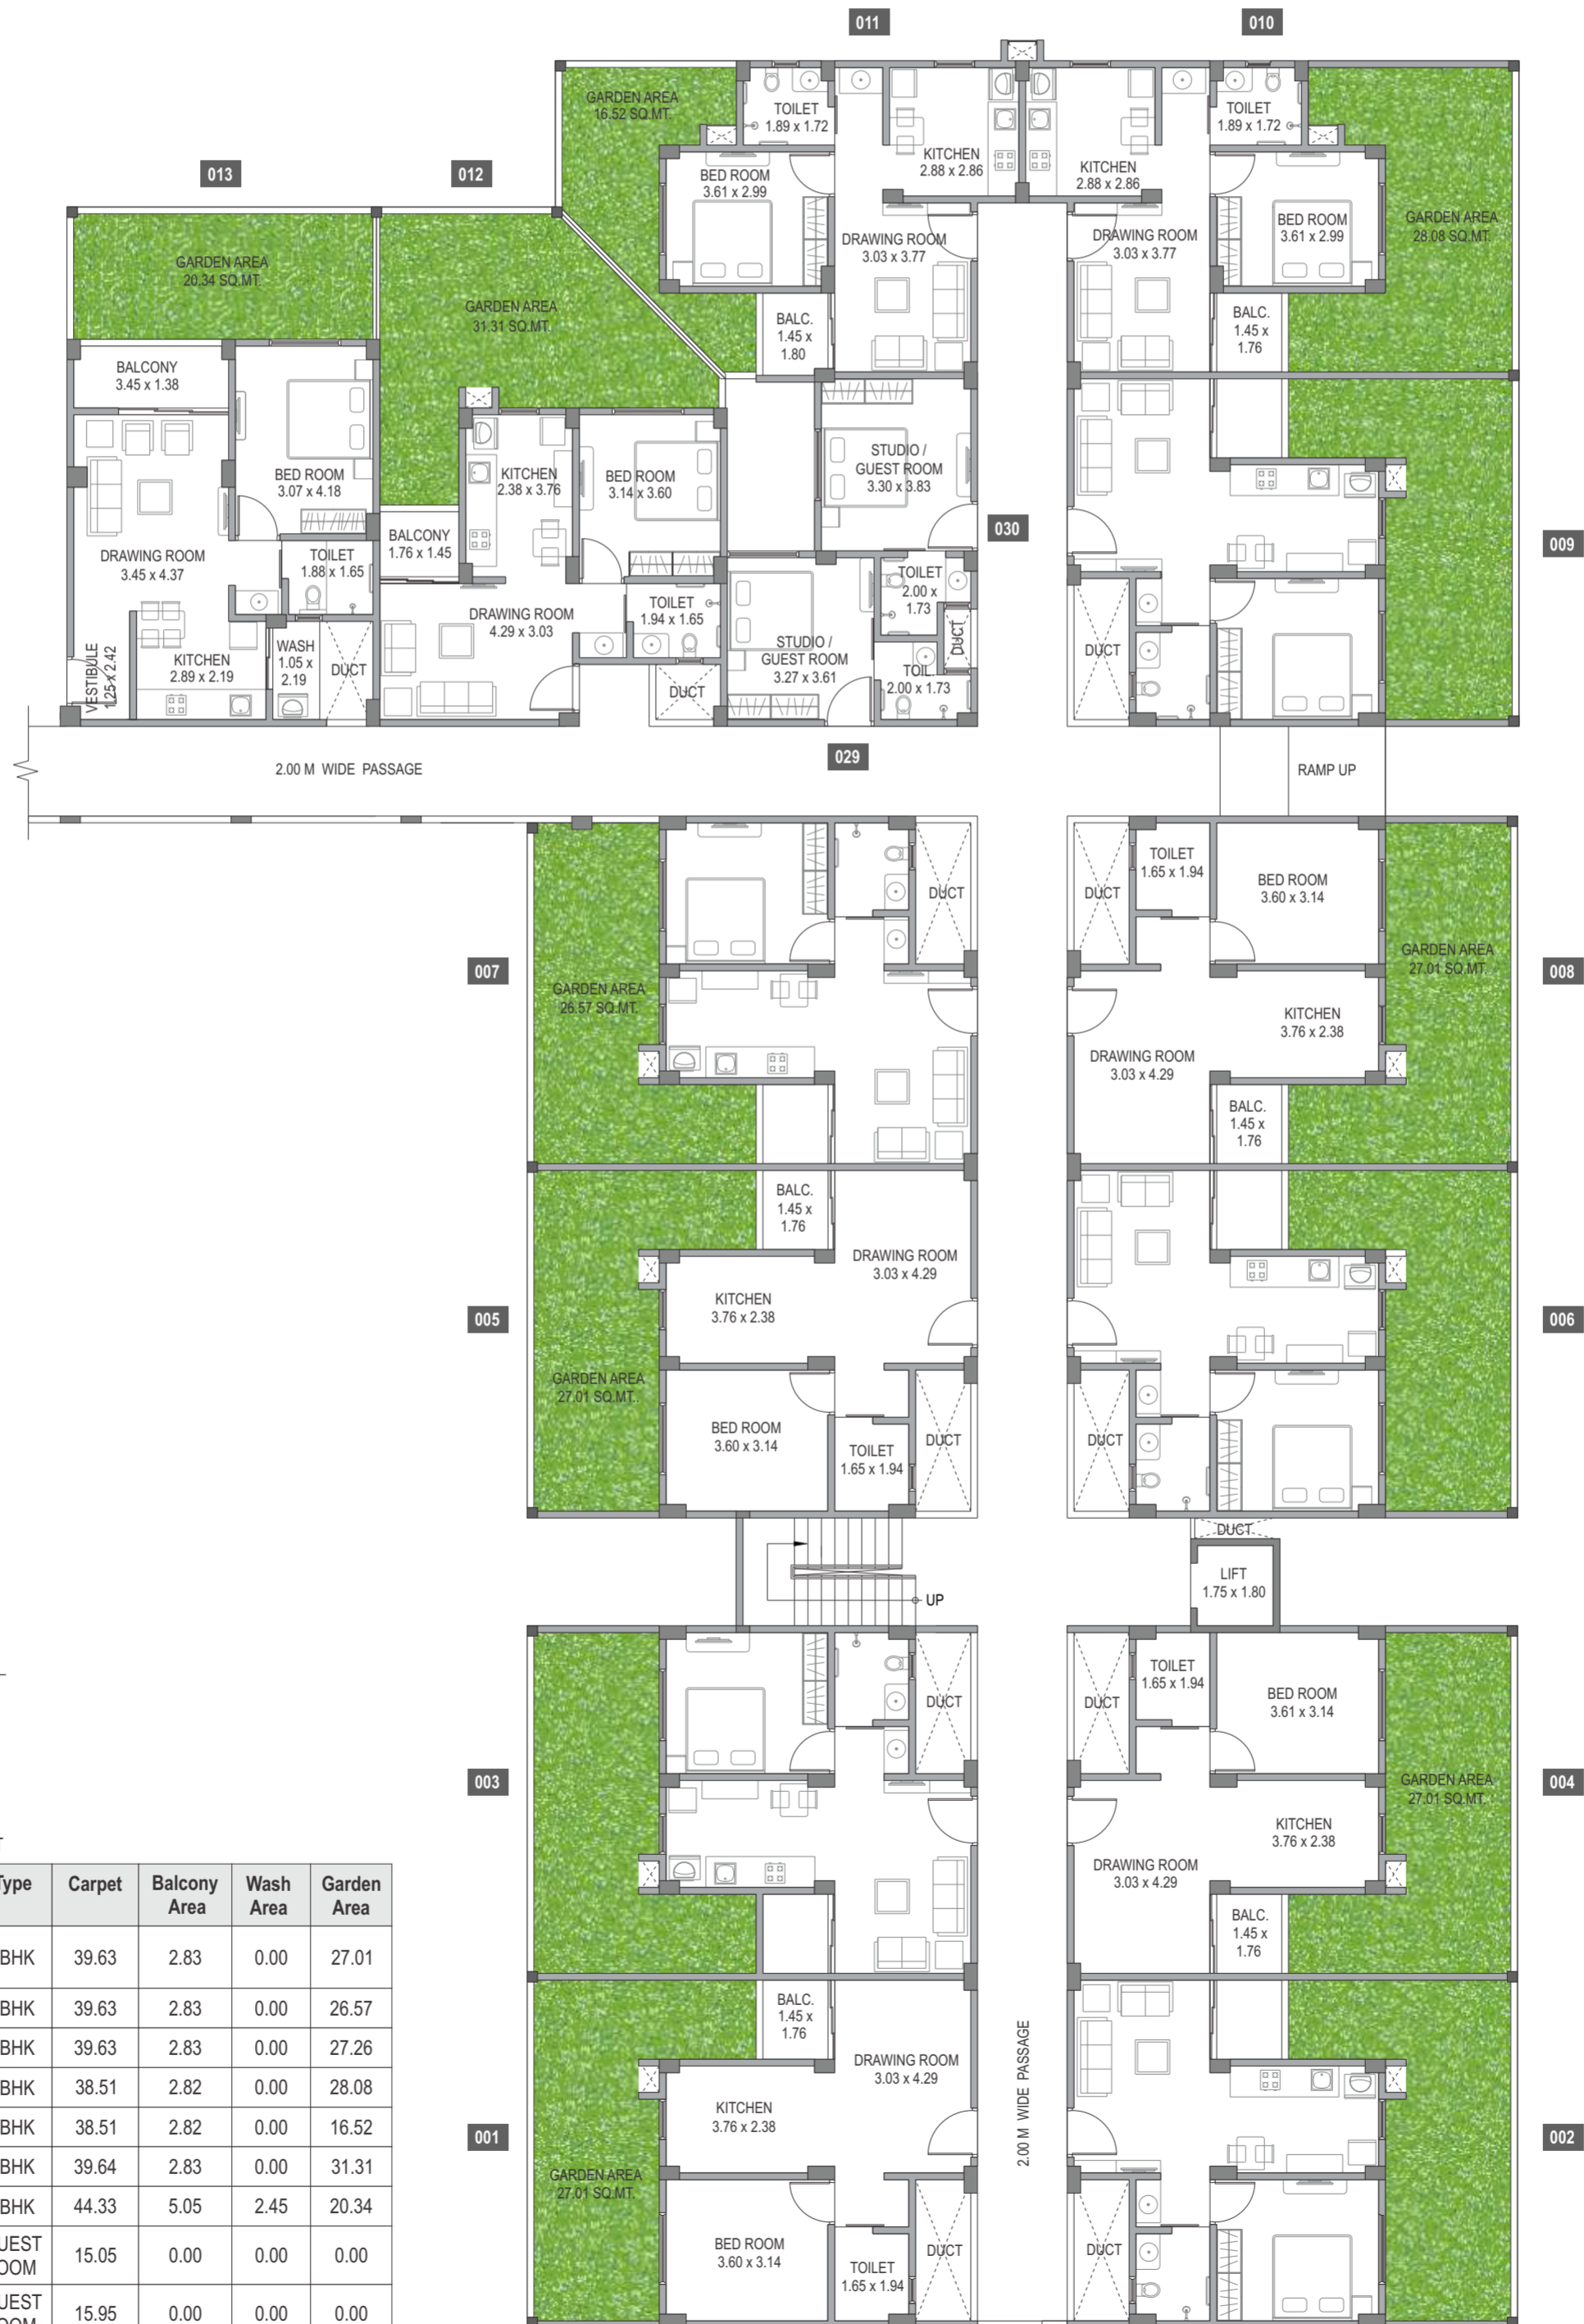 011
010
GARDEN AREA
16.52 SQ.MT.
TOILET
1.89 x 1.72
KITCHEN
2.88 x 2.86
KITCHEN
2.88 x 2.86
TOILET
1.89 x 1.72
013
012
BED ROOM
3.61 x 2.99
DRAWING ROOM
3.03 x 3.77
DRAWING ROOM
3.03 x 3.77
BED ROOM
3.61 x 2.99
GARDEN AREA
28.08 SQ.MT.
GARDEN AREA
20.34 SQ.MT.
GARDEN AREA
31.31 SQ.MT.
BALC.
1.45 x
1.80
BALC.
1.45 x
1.76
BALCONY
3.45 x 1.38
BED ROOM
3.07 x 4.18
KITCHEN
2.38 x 3.76
BED ROOM
3.14 x 3.60
STUDIO /
GUEST ROOM
3.30 x 3.83
030
009
DRAWING ROOM
3.45 x 4.37
TOILET
1.88 x 1.65
BALCONY
1.76 x 1.45
DRAWING ROOM
4.29 x 3.03
TOILET
1.94 x 1.65
TOILET
2.00 x
1.73
DUCT
STUDIO /
GUEST ROOM
3.27 x 3.61
TOIL.
2.00 x 1.73
DUCT
VESTIBULE
1.25 x 2.42
KITCHEN
2.89 x 2.19
WASH
1.05 x
2.19
DUCT
DUCT
029
2.00 M WIDE PASSAGE
RAMP UP
DUCT
DUCT
TOILET
1.65 x 1.94
BED ROOM
3.60 x 3.14
007
GARDEN AREA
26.57 SQ.MT.
GARDEN AREA
27.01 SQ.MT.
008
KITCHEN
3.76 x 2.38
DRAWING ROOM
3.03 x 4.29
BALC.
1.45 x
1.76
BALC.
1.45 x
1.76
DRAWING ROOM
3.03 x 4.29
KITCHEN
3.76 x 2.38
005
006
GARDEN AREA
27.01 SQ.MT.
BED ROOM
3.60 x 3.14
TOILET
1.65 x 1.94
DUCT
DUCT
DUCT
LIFT
1.75 x 1.80
UP
DUCT
DUCT
TOILET
1.65 x 1.94
BED ROOM
3.61 x 3.14
003
GARDEN AREA
27.01 SQ.MT.
004
KITCHEN
3.76 x 2.38
DRAWING ROOM
3.03 x 4.29
BALC.
1.45 x
1.76
BALC.
1.45 x
1.76
DRAWING ROOM
3.03 x 4.29
KITCHEN
3.76 x 2.38
001
2.00 M WIDE PASSAGE
002
GARDEN AREA
27.01 SQ.MT.
BED ROOM
3.60 x 3.14
TOILET
1.65 x 1.94
DUCT
DUCT
Carpet Balcony Area Wash Area Garden Area
BHK 39.63 2.83 0.00 27.01
BHK 39.63 2.83 0.00 26.57
BHK 39.63 2.83 0.00 27.26
BHK 38.51 2.82 0.00 28.08
BHK 38.51 2.82 0.00 16.52
BHK 39.64 2.83 0.00 31.31
BHK 44.33 5.05 2.45 20.34
15.05 0.00 0.00 0.00
15.95 0.00 0.00 0.00